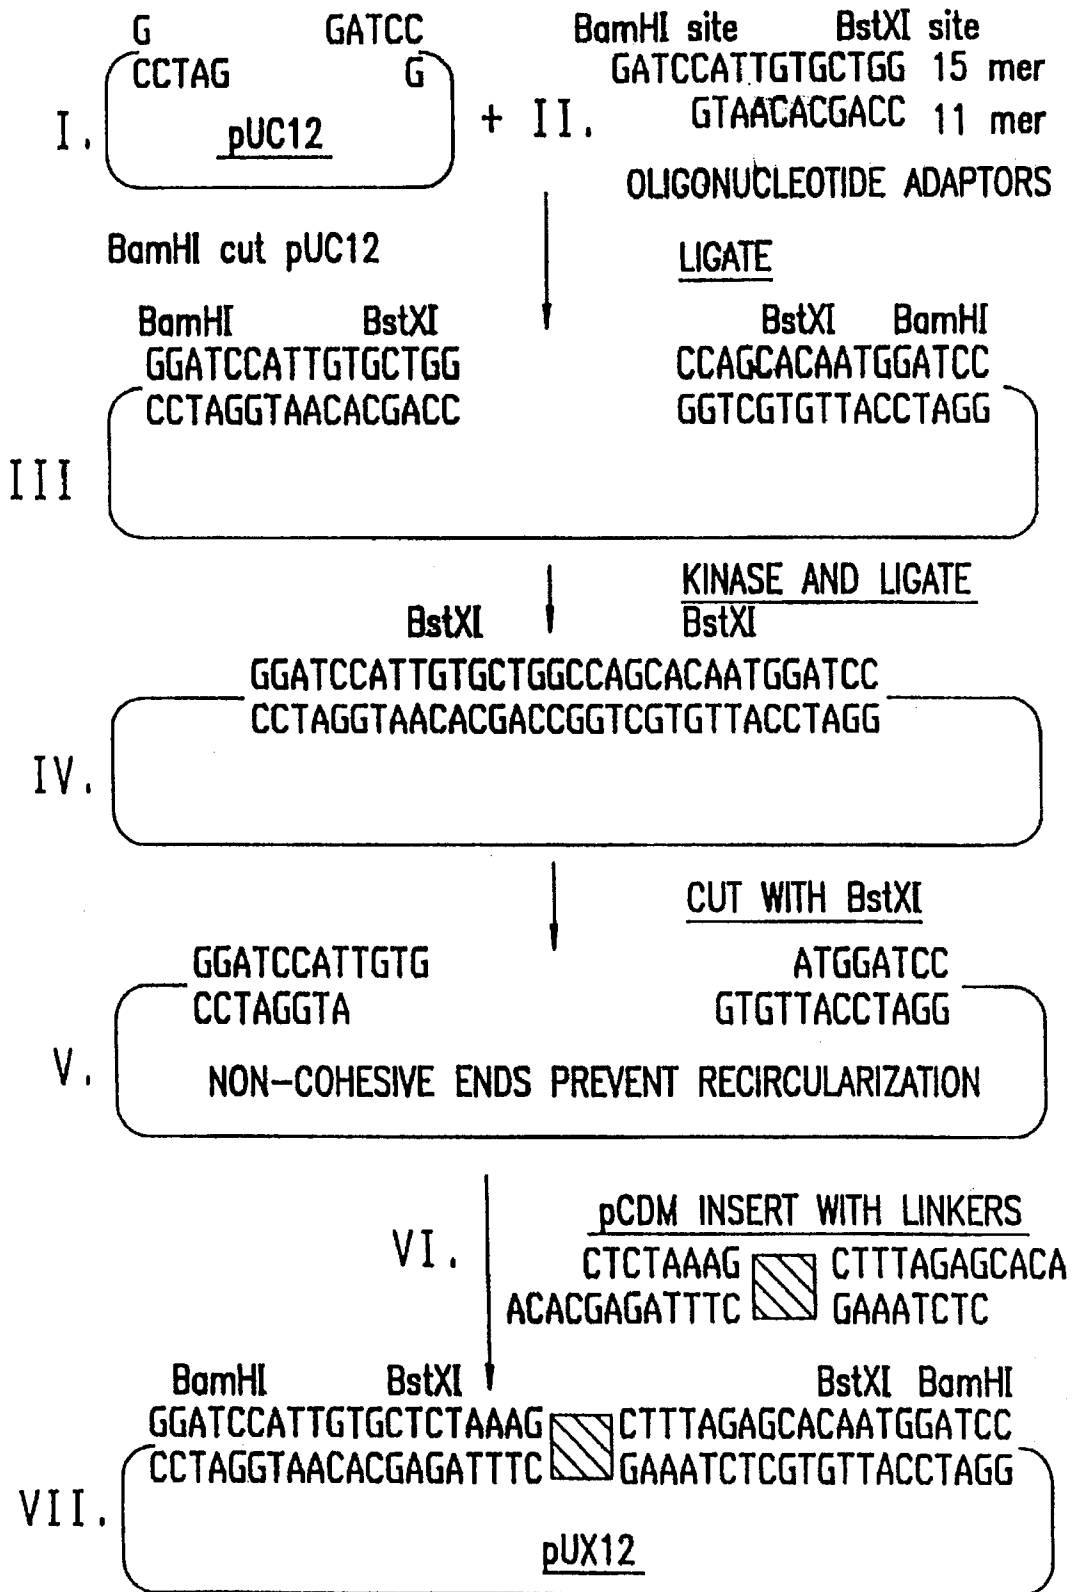 G GATCC BamHI site BstXI site
CCTAG G GATCCATTGTGCTGG 15 mer
I. pUC12 + II. GTAACACGACC 11 mer
OLIGONUCLEOTIDE ADAPTORS
BamHI cut pUC12 LIGATE
BamHI BstXI BstXI BamHI
GGATCCATTGTGCTGG CCAGCACAATGGATCC
CCTAGGTAACACGACC GGTCGTGTTACCTAGG
III
KINASE AND LIGATE
BstXI BstXI
GGATCCATTGTGCTGGCCAGCACAATGGATCC
CCTAGGTAACACGACCGGTCGTGTTACCTAGG
IV.
CUT WITH BstXI
GGATCCATTGTG ATGGATCC
CCTAGGTA GTGTTACCTAGG
V. NON-COHESIVE ENDS PREVENT RECIRCULARIZATION
pCDM INSERT WITH LINKERS
VI. CTCTAAAG CTTTAGAGCACA
ACACGAGATTTC GAAATCTC
BamHI BstXI BstXI BamHI
GGATCCATTGTGCTCTAAAG CTTTAGAGCACAATGGATCC
CCTAGGTAACACGAGATTTC GAAATCTCGTGTTACCTAGG
VII.
pUX12